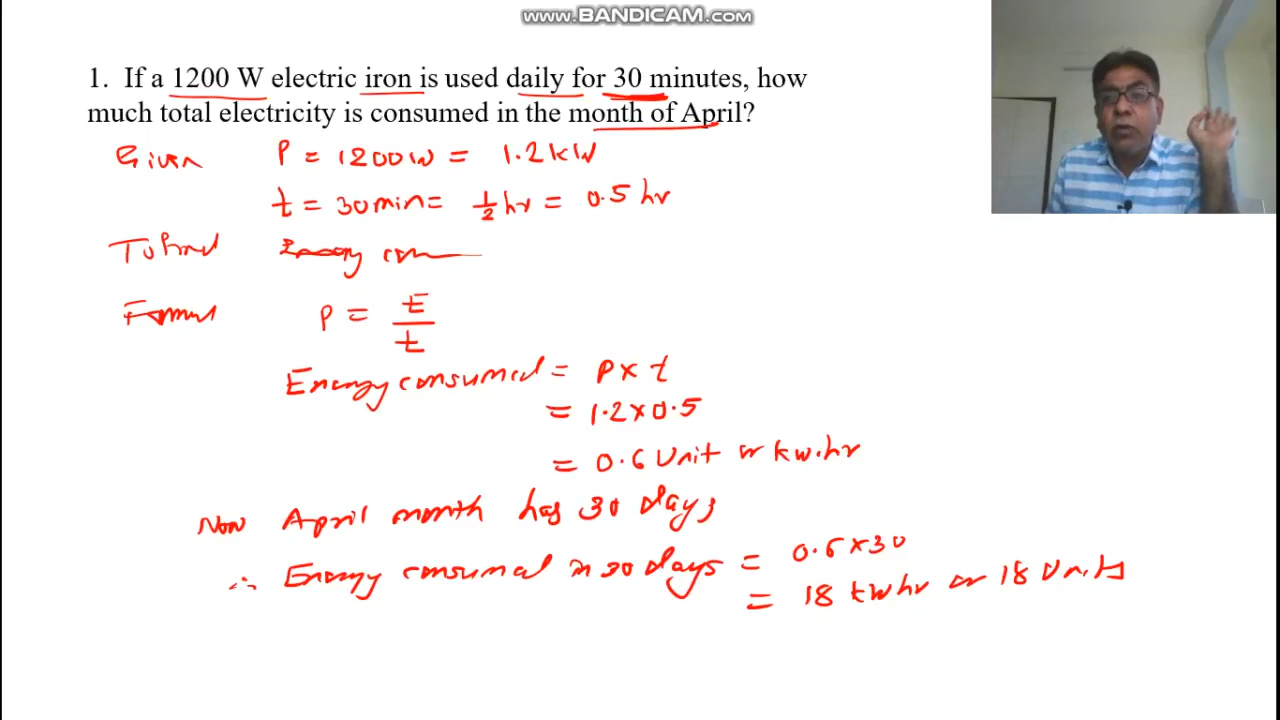 www.BANDICAM.com
1. If a 1200 W electric iron is used daily for 30 minutes, how
much total electricity is consumed in the month of April?
Given P = 1200W = 1.2kW
t = 30min = 1/2 hr = 0.5 hr
To find Energy con
Formul P = E/t
Energy consumed = P x t
= 1.2 x 0.5
= 0.6 Unit or kw.hr
Now April month has 30 days
∴ Energy consumed in 30 days = 0.6 x 30
= 18 kwhr or 18 Units